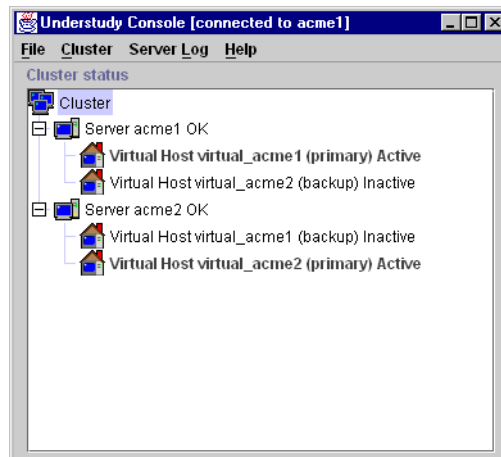 Understudy Console [connected to acme1]
File Cluster Server Log Help
Cluster status
Cluster
Server acme1 OK
Virtual Host virtual_acme1 (primary) Active
Virtual Host virtual_acme2 (backup) Inactive
Server acme2 OK
Virtual Host virtual_acme1 (backup) Inactive
Virtual Host virtual_acme2 (primary) Active